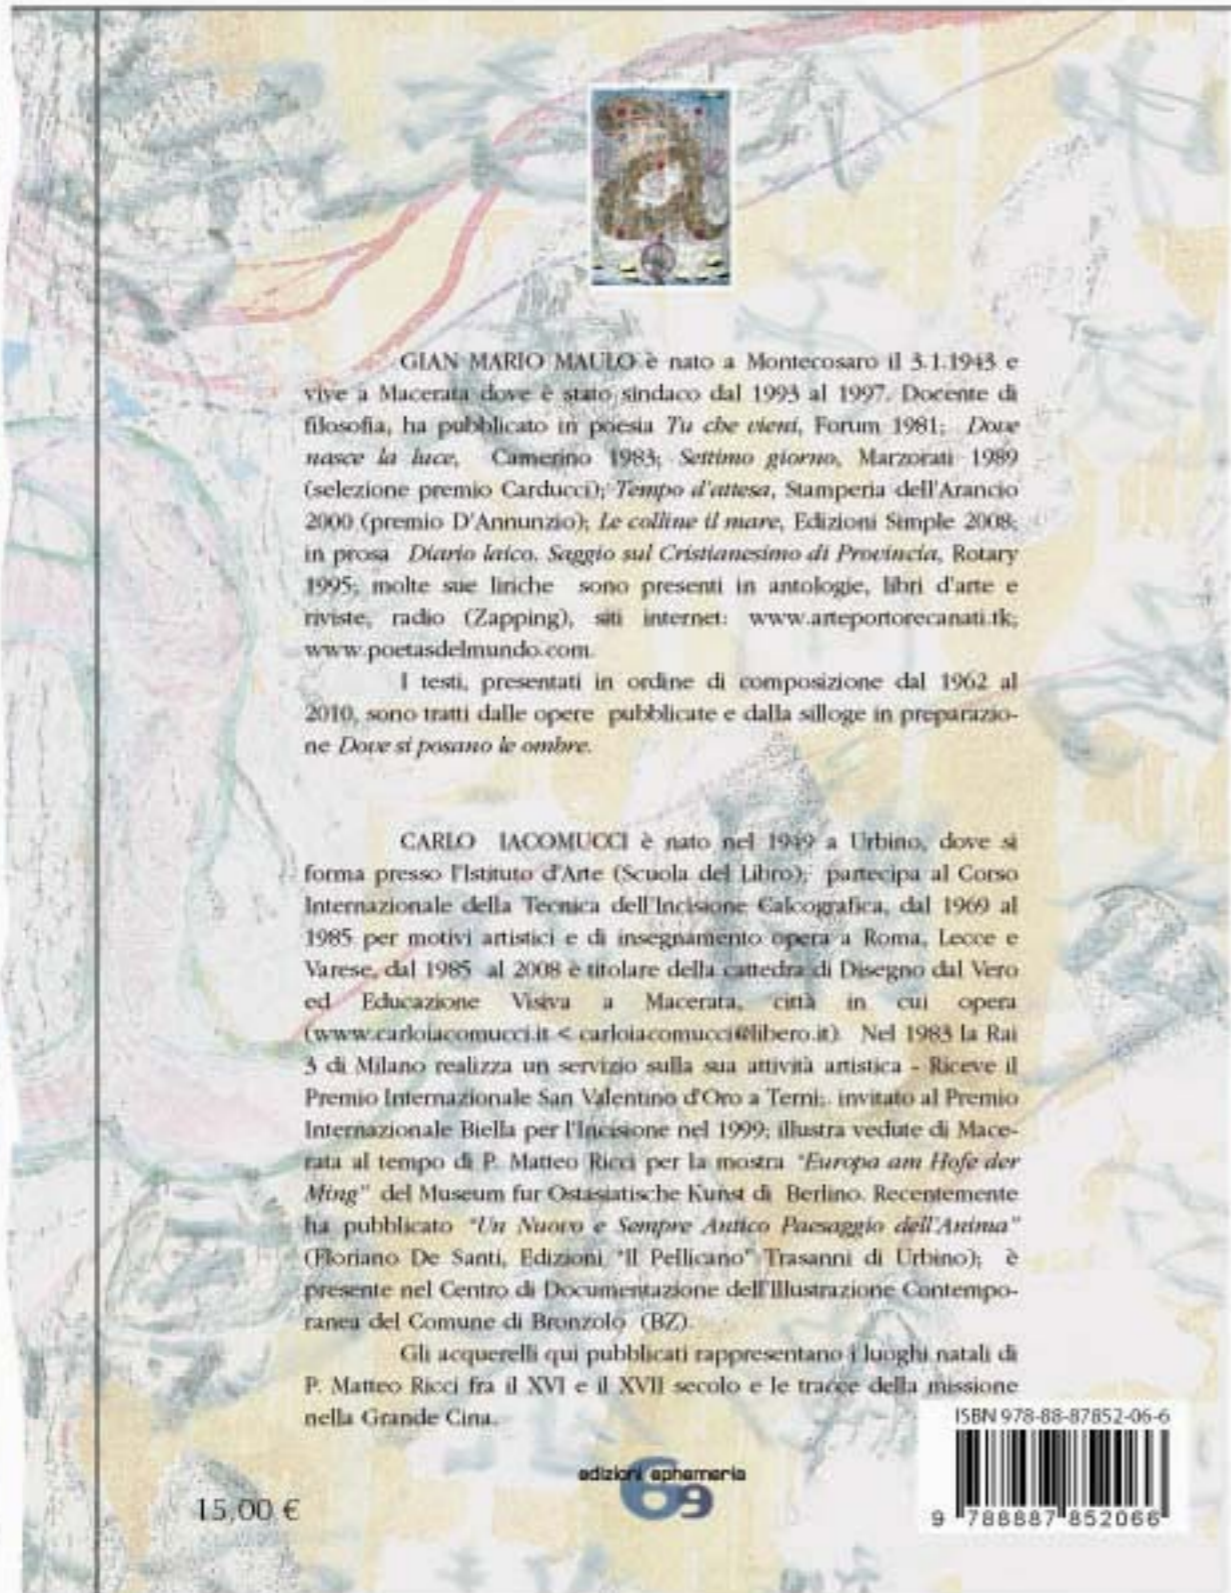 GIAN MARIO MAULO è nato a Montecosaro il 3.1.1943 e
vive a Macerata dove è stato sindaco dal 1993 al 1997. Docente di
filosofia, ha pubblicato in poesia Tu che vieni, Forum 1981; Dove
nasce la luce, Camerino 1983; Settimo giorno, Marzorati 1989
(selezione premio Carducci); Tempo d'attesa, Stamperia dell'Arancio
2000 (premio D'Annunzio); Le colline il mare, Edizioni Simple 2008;
in prosa Diario laico. Saggio sul Cristianesimo di Provincia, Rotary
1995; molte sue liriche sono presenti in antologie, libri d'arte e
riviste, radio (Zapping), siti internet: www.arteportorecanati.tk;
www.poetasdelmundo.com.
I testi, presentati in ordine di composizione dal 1962 al
2010, sono tratti dalle opere pubblicate e dalla silloge in preparazio-
ne Dove si posano le ombre.
CARLO IACOMUCCI è nato nel 1949 a Urbino, dove si
forma presso l'Istituto d'Arte (Scuola del Libro); partecipa al Corso
Internazionale della Tecnica dell'Incisione Calcografica, dal 1969 al
1985 per motivi artistici e di insegnamento opera a Roma, Lecce e
Varese, dal 1985 al 2008 è titolare della cattedra di Disegno dal Vero
ed Educazione Visiva a Macerata, città in cui opera
(www.carloiacomucci.it < carloiacomucci@libero.it). Nel 1983 la Rai
3 di Milano realizza un servizio sulla sua attività artistica - Riceve il
Premio Internazionale San Valentino d'Oro a Terni;. invitato al Premio
Internazionale Biella per l'Incisione nel 1999; illustra vedute di Mace-
rata al tempo di P. Matteo Ricci per la mostra "Europa am Hofe der
Ming" del Museum fur Ostasiatische Kunst di Berlino. Recentemente
ha pubblicato "Un Nuovo e Sempre Antico Paesaggio dell'Anima"
(Floriano De Santi, Edizioni "Il Pellicano" Trasanni di Urbino); è
presente nel Centro di Documentazione dell'Illustrazione Contempo-
ranea del Comune di Bronzolo (BZ).
Gli acquerelli qui pubblicati rappresentano i luoghi natali di
P. Matteo Ricci fra il XVI e il XVII secolo e le tracce della missione
nella Grande Cina.
ISBN 978-88-87852-06-6
edizioni ephemeria
69
15,00 €
9 788887 852066